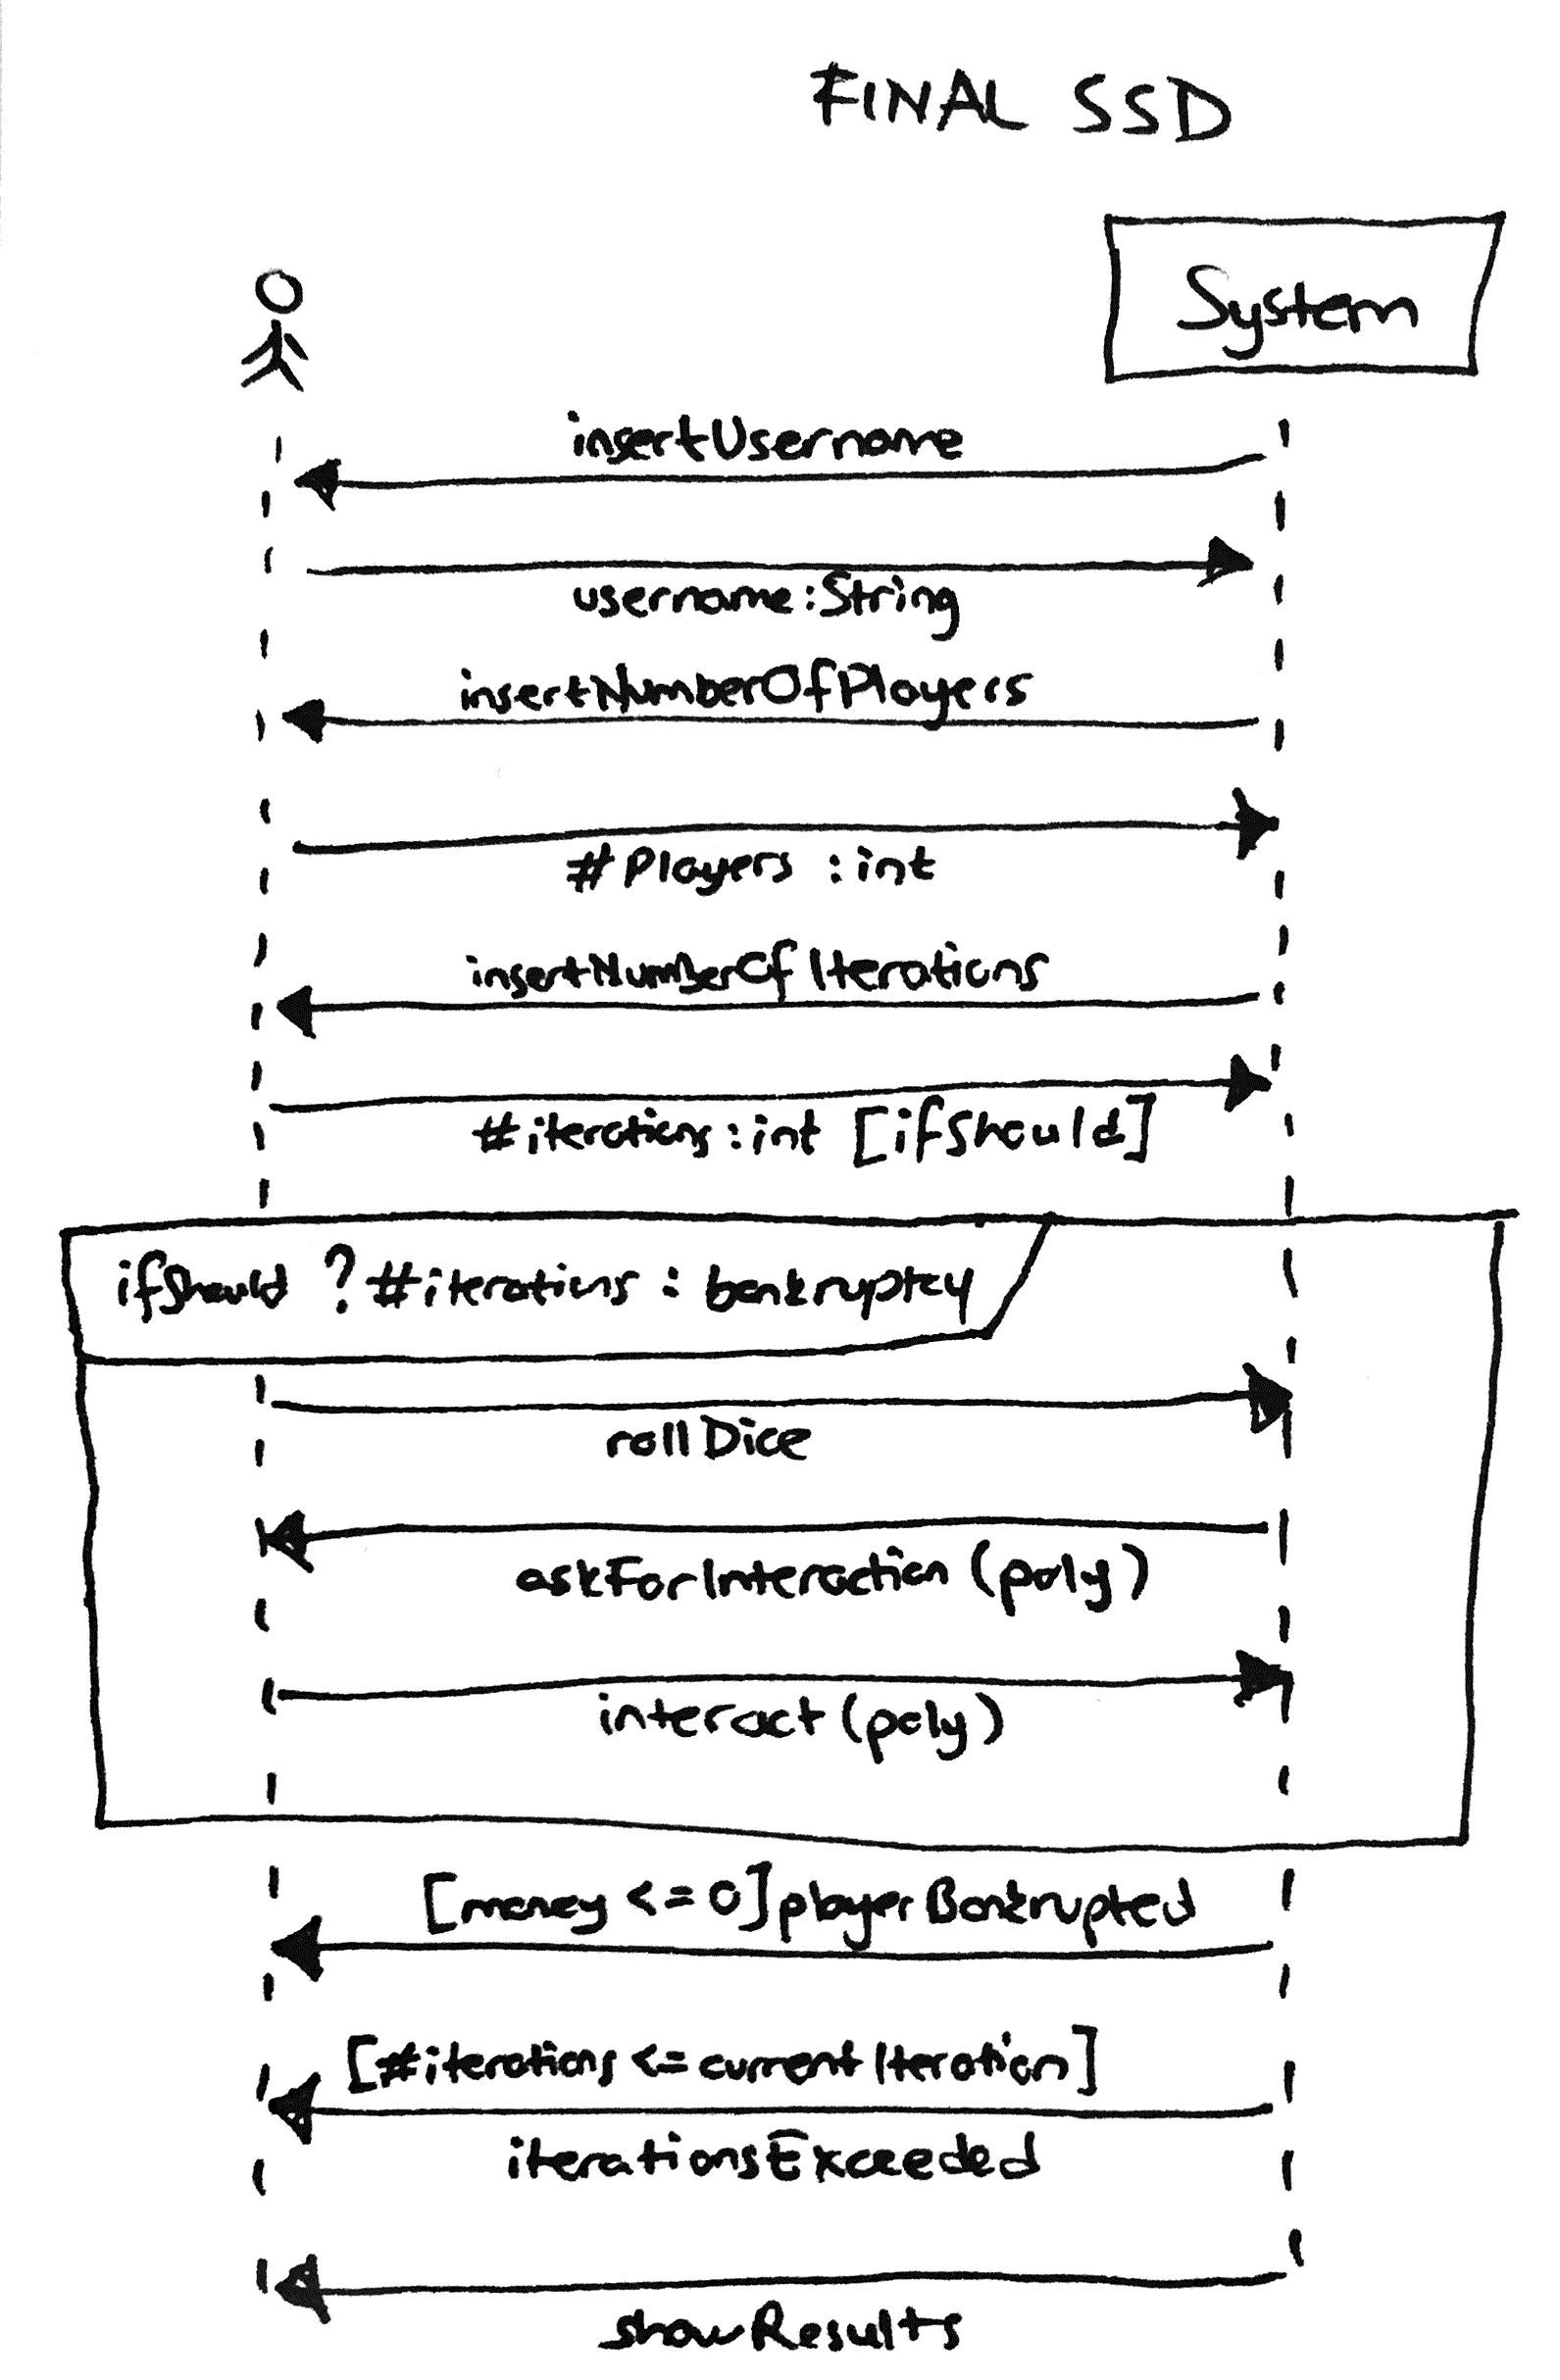 FINAL SSD
System
insertUsername
username:String
insertNumberOfPlayers
#Players :int
insertNumberOfIterations
#iterations:int [ifShould]
ifShould ? #iterations : bankruptcy
rollDice
askForInteraction (poly)
interact (poly)
[money <= 0] playerBankrupted
[#iterations <= currentIteration]
iterationsExceeded
showResults